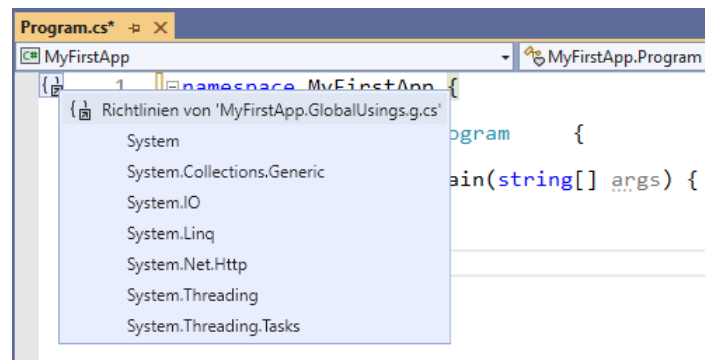 Program.cs*
C# MyFirstApp
MyFirstApp.Program
1 namespace MyFirstApp {
Richtlinien von 'MyFirstApp.GlobalUsings.g.cs'
System
ogram {
System.Collections.Generic
ain(string[] args) {
System.IO
System.Linq
System.Net.Http
System.Threading
System.Threading.Tasks